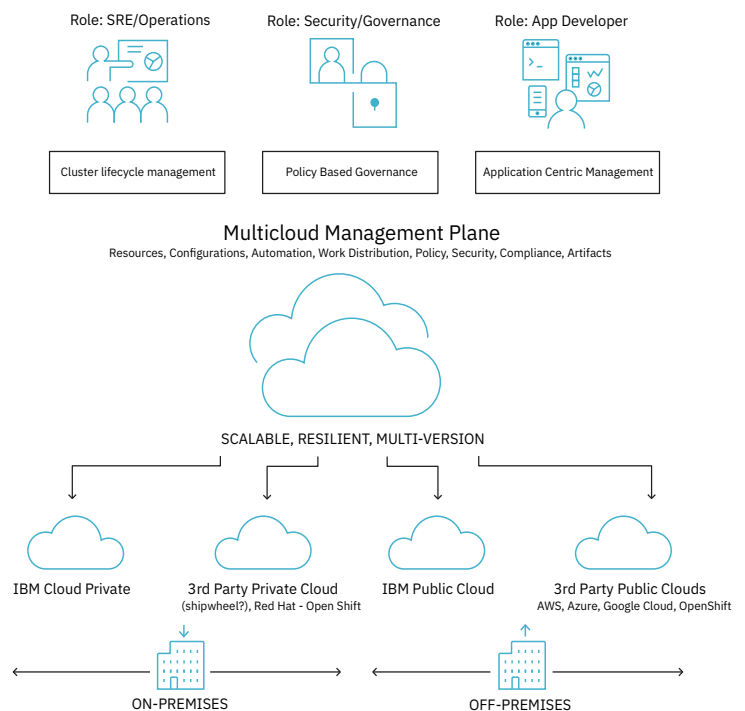 Role: SRE/Operations
Role: Security/Governance
Role: App Developer
>_
Cluster lifecycle management
Policy Based Governance
Application Centric Management
Multicloud Management Plane
Resources, Configurations, Automation, Work Distribution, Policy, Security, Compliance, Artifacts
SCALABLE, RESILIENT, MULTI-VERSION
IBM Cloud Private
3rd Party Private Cloud
(shipwheel?), Red Hat - Open Shift
IBM Public Cloud
3rd Party Public Clouds
AWS, Azure, Google Cloud, OpenShift
ON-PREMISES
OFF-PREMISES